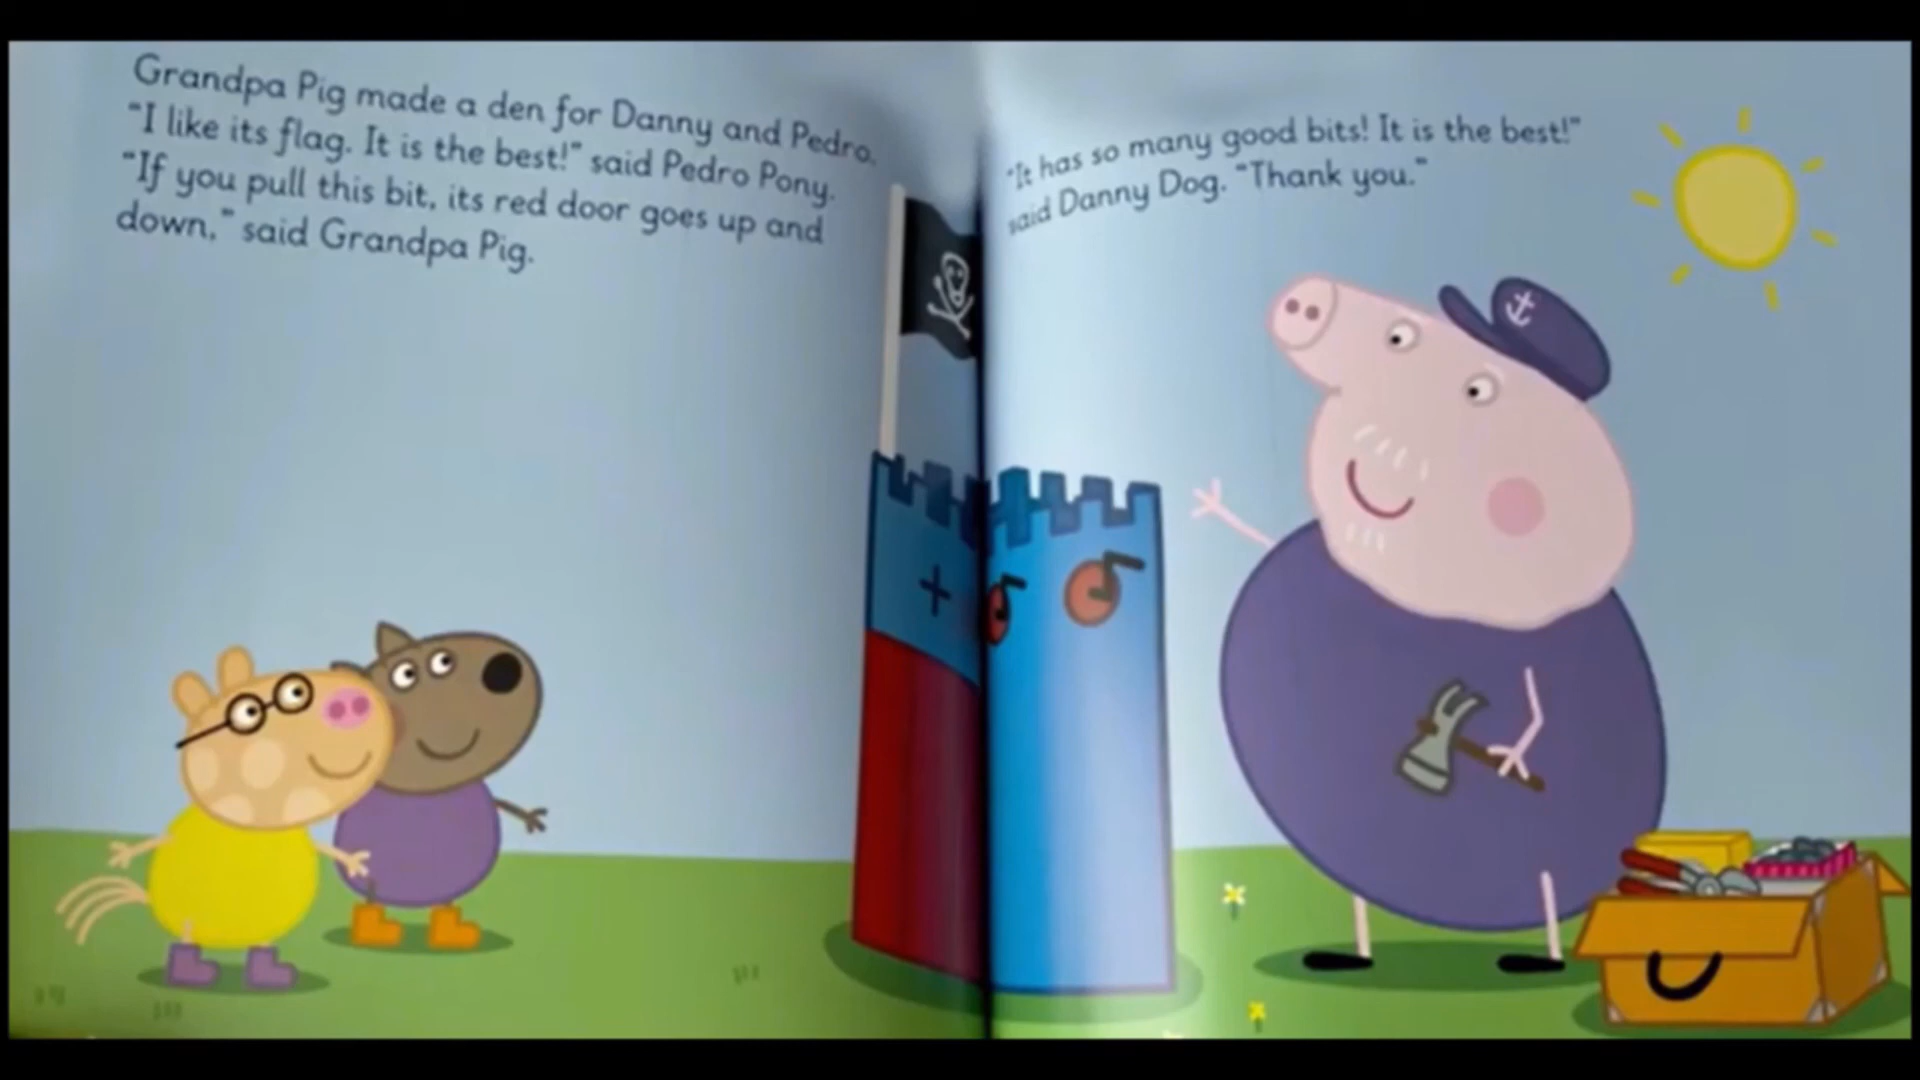 Grandpa Pig made a den for Danny and Pedro.
“I like its flag. It is the best!” said Pedro Pony.
“If you pull this bit, its red door goes up and
down,” said Grandpa Pig.
“It has so many good bits! It is the best!”
said Danny Dog. “Thank you.”